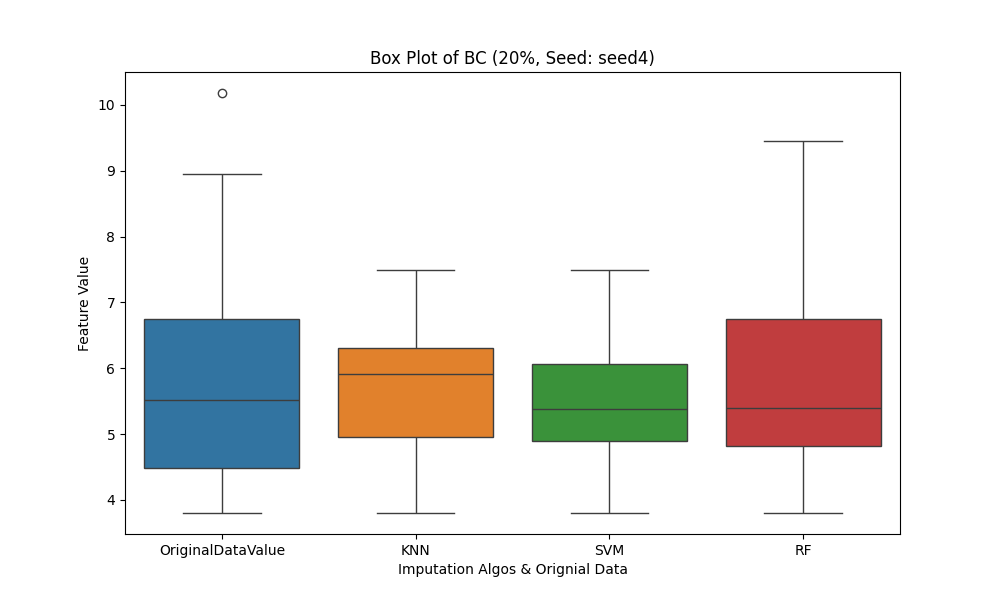 Box Plot of BC (20%, Seed: seed4)
10
9
8
7
6
5
4
Feature Value
OriginalDataValue
KNN
SVM
RF
Imputation Algos & Orignial Data